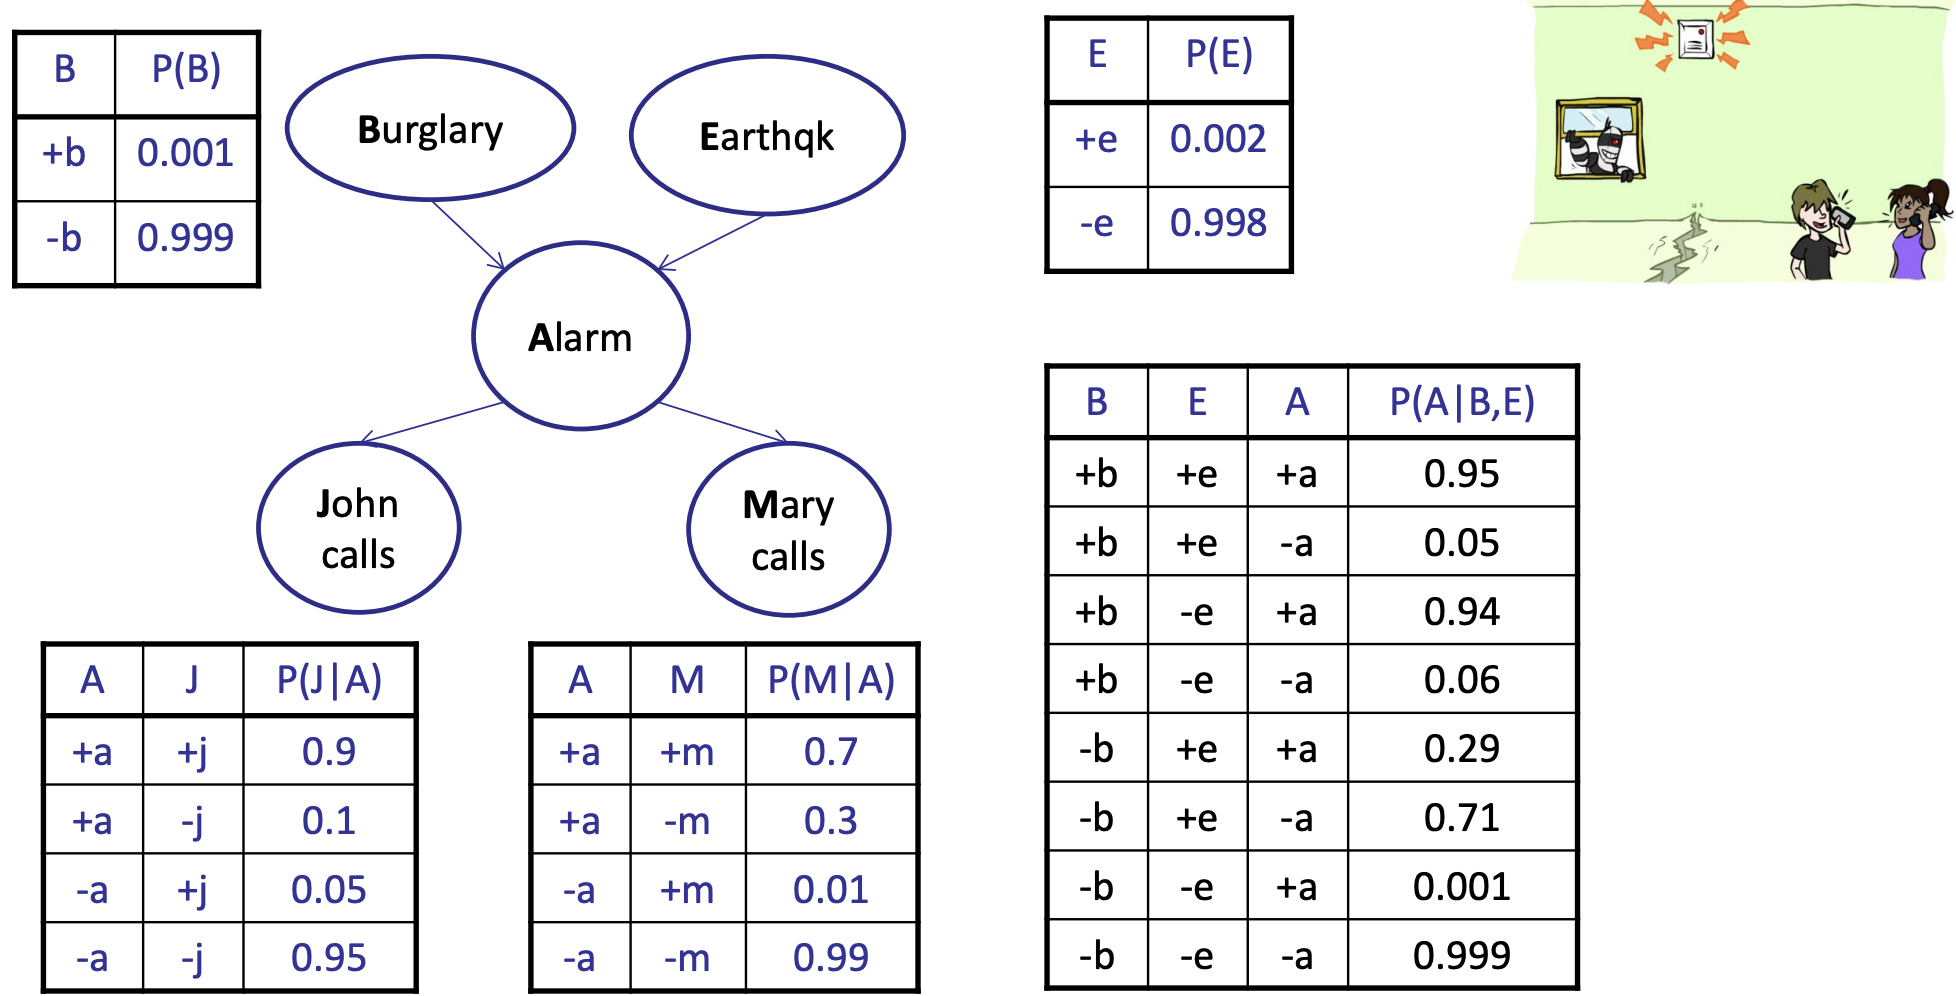 B P(B)
+b 0.001
-b 0.999
Burglary
Earthqk
E P(E)
+e 0.002
-e 0.998
Alarm
John
calls
Mary
calls
A J P(J|A)
+a +j 0.9
+a -j 0.1
-a +j 0.05
-a -j 0.95
A M P(M|A)
+a +m 0.7
+a -m 0.3
-a +m 0.01
-a -m 0.99
B E A P(A|B,E)
+b +e +a 0.95
+b +e -a 0.05
+b -e +a 0.94
+b -e -a 0.06
-b +e +a 0.29
-b +e -a 0.71
-b -e +a 0.001
-b -e -a 0.999